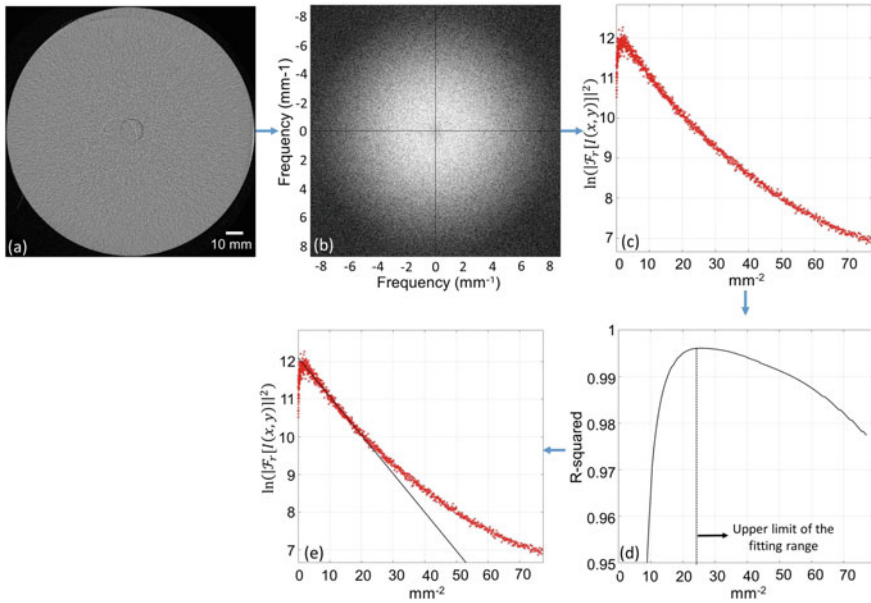 (a)
10 mm
Frequency (mm-1)
-8
-6
-4
-2
0
2
4
6
8
(b)
-8 -6 -4 -2 0 2 4 6 8
Frequency (mm⁻¹)
ln(|ℱᵣ[I(x, y)]|²)
12
11
10
9
8
7
(c)
0 10 20 30 40 50 60 70
mm⁻²
ln(|ℱᵣ[I(x, y)]|²)
12
11
10
9
8
7
(e)
0 10 20 30 40 50 60 70
mm⁻²
R-squared
1
0.99
0.98
0.97
0.96
0.95
Upper limit of the
fitting range
(d)
0 10 20 30 40 50 60 70
mm⁻²